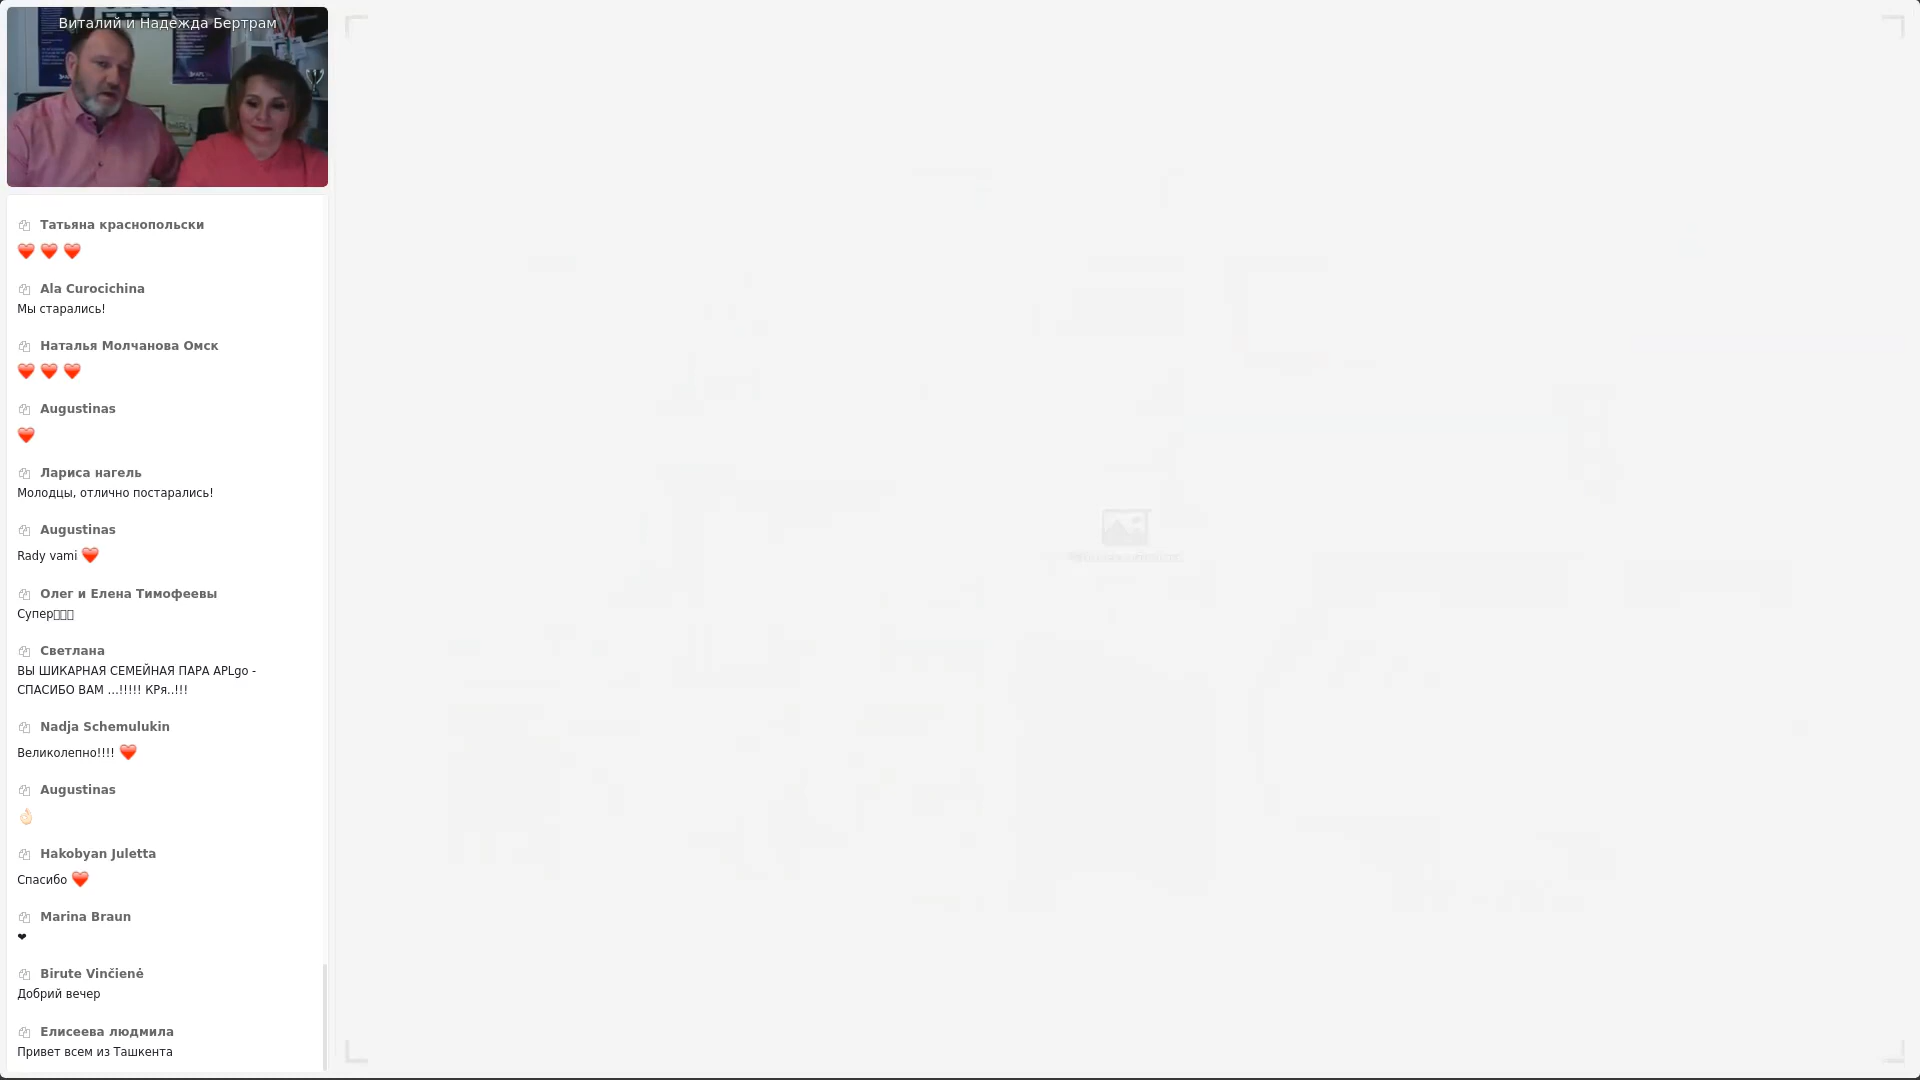 Виталий и Надежда Бертрам
Татьяна краснопольски
❤️ ❤️ ❤️
Ala Curocichina
Мы старались!
Наталья Молчанова Омск
❤️ ❤️ ❤️
Augustinas
❤️
Лариса нагель
Молодцы, отлично постарались!
Augustinas
Rady vami ❤️
Олег и Елена Тимофеевы
Супер
Светлана
ВЫ ШИКАРНАЯ СЕМЕЙНАЯ ПАРА APLgo -
СПАСИБО ВАМ ...!!!!! КРя..!!!
Nadja Schemulukin
Великолепно!!!! ❤️
Augustinas
👌🏻
Hakobyan Juletta
Спасибо ❤️
Marina Braun
❤
Birute Vinčienė
Добрий вечер
Елисеева людмила
Привет всем из Ташкента